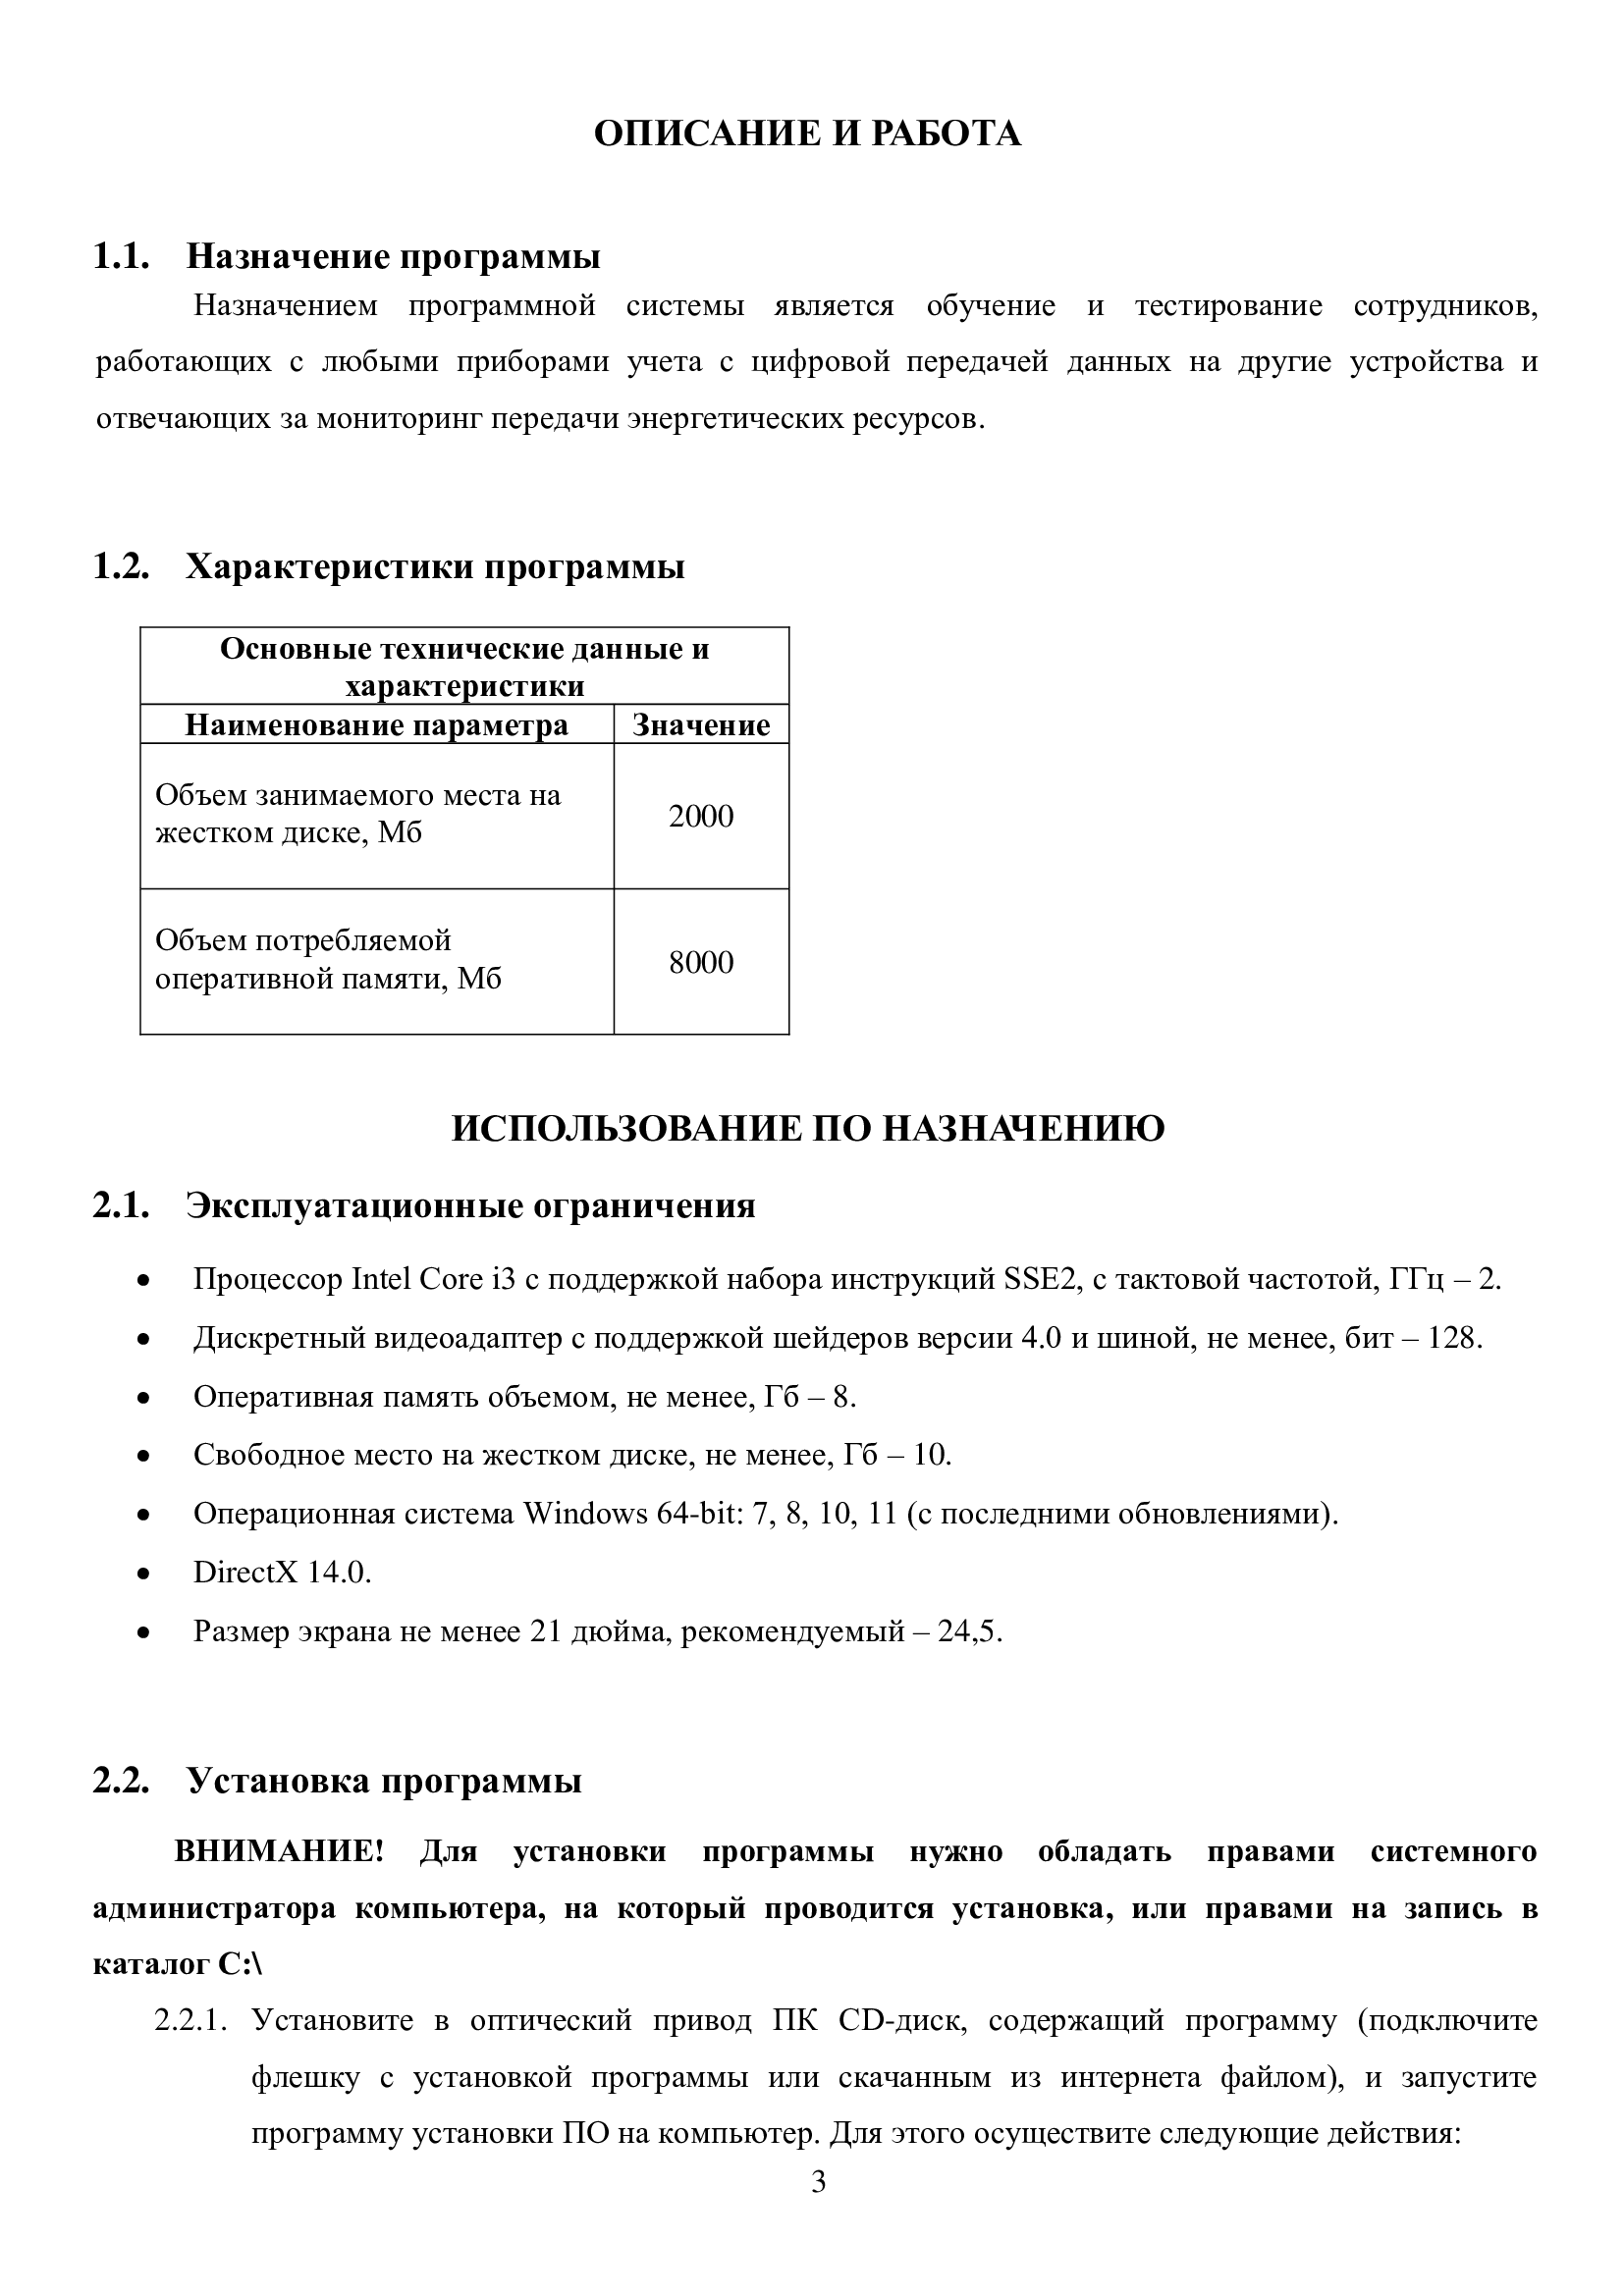 ОПИСАНИЕ И РАБОТА
1.1. Назначение программы
Назначением программной системы является обучение и тестирование сотрудников,
работающих с любыми приборами учета с цифровой передачей данных на другие устройства и
отвечающих за мониторинг передачи энергетических ресурсов.
1.2. Характеристики программы
Основные технические данные и
характеристики
Наименование параметра Значение
Объем занимаемого места на
жестком диске, Мб
2000
Объем потребляемой
оперативной памяти, Мб
8000
ИСПОЛЬЗОВАНИЕ ПО НАЗНАЧЕНИЮ
2.1. Эксплуатационные ограничения
• Процессор Intel Core i3 с поддержкой набора инструкций SSE2, с тактовой частотой, ГГц – 2.
• Дискретный видеоадаптер с поддержкой шейдеров версии 4.0 и шиной, не менее, бит – 128.
• Оперативная память объемом, не менее, Гб – 8.
• Свободное место на жестком диске, не менее, Гб – 10.
• Операционная система Windows 64-bit: 7, 8, 10, 11 (с последними обновлениями).
• DirectX 14.0.
• Размер экрана не менее 21 дюйма, рекомендуемый – 24,5.
2.2. Установка программы
ВНИМАНИЕ! Для установки программы нужно обладать правами системного
администратора компьютера, на который проводится установка, или правами на запись в
каталог C:\
2.2.1. Установите в оптический привод ПК CD-диск, содержащий программу (подключите
флешку с установкой программы или скачанным из интернета файлом), и запустите
программу установки ПО на компьютер. Для этого осуществите следующие действия:
3